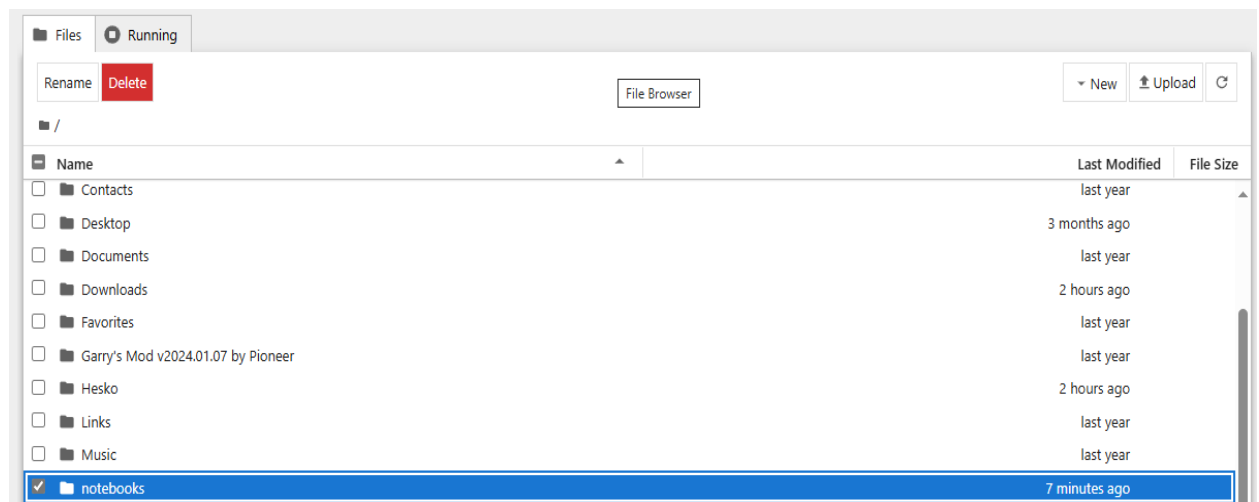 Files Running
Rename Delete File Browser New Upload
/
Name Last Modified File Size
Contacts last year
Desktop 3 months ago
Documents last year
Downloads 2 hours ago
Favorites last year
Garry's Mod v2024.01.07 by Pioneer last year
Hesko 2 hours ago
Links last year
Music last year
notebooks 7 minutes ago